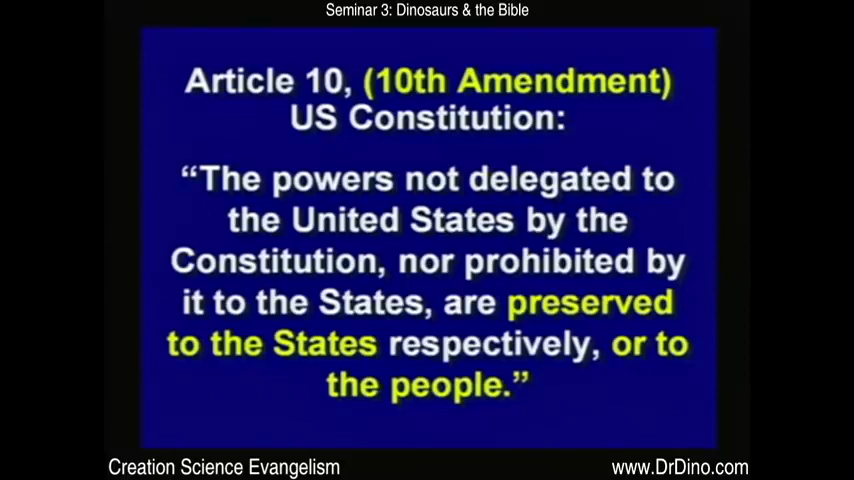 Seminar 3: Dinosaurs & the Bible
Article 10, (10th Amendment)
US Constitution:
“The powers not delegated to
the United States by the
Constitution, nor prohibited by
it to the States, are preserved
to the States respectively, or to
the people.”
Creation Science Evangelism
www.DrDino.com